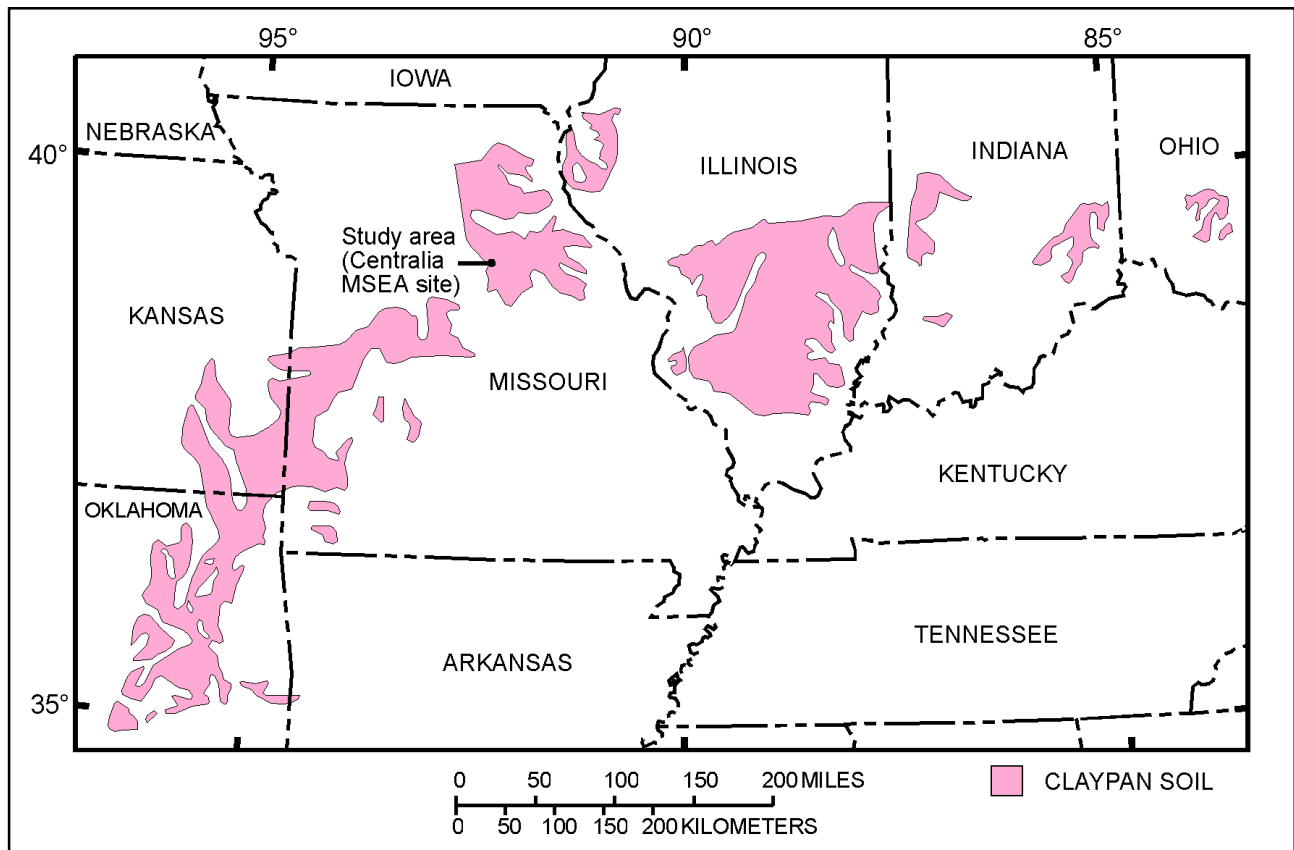 95° 90° 85°
IOWA
NEBRASKA
40°
ILLINOIS
INDIANA
OHIO
Study area
(Centralia
MSEA site)
KANSAS
MISSOURI
KENTUCKY
OKLAHOMA
TENNESSEE
ARKANSAS
35°
0 50 100 150 200 MILES
0 50 100 150 200 KILOMETERS
CLAYPAN SOIL